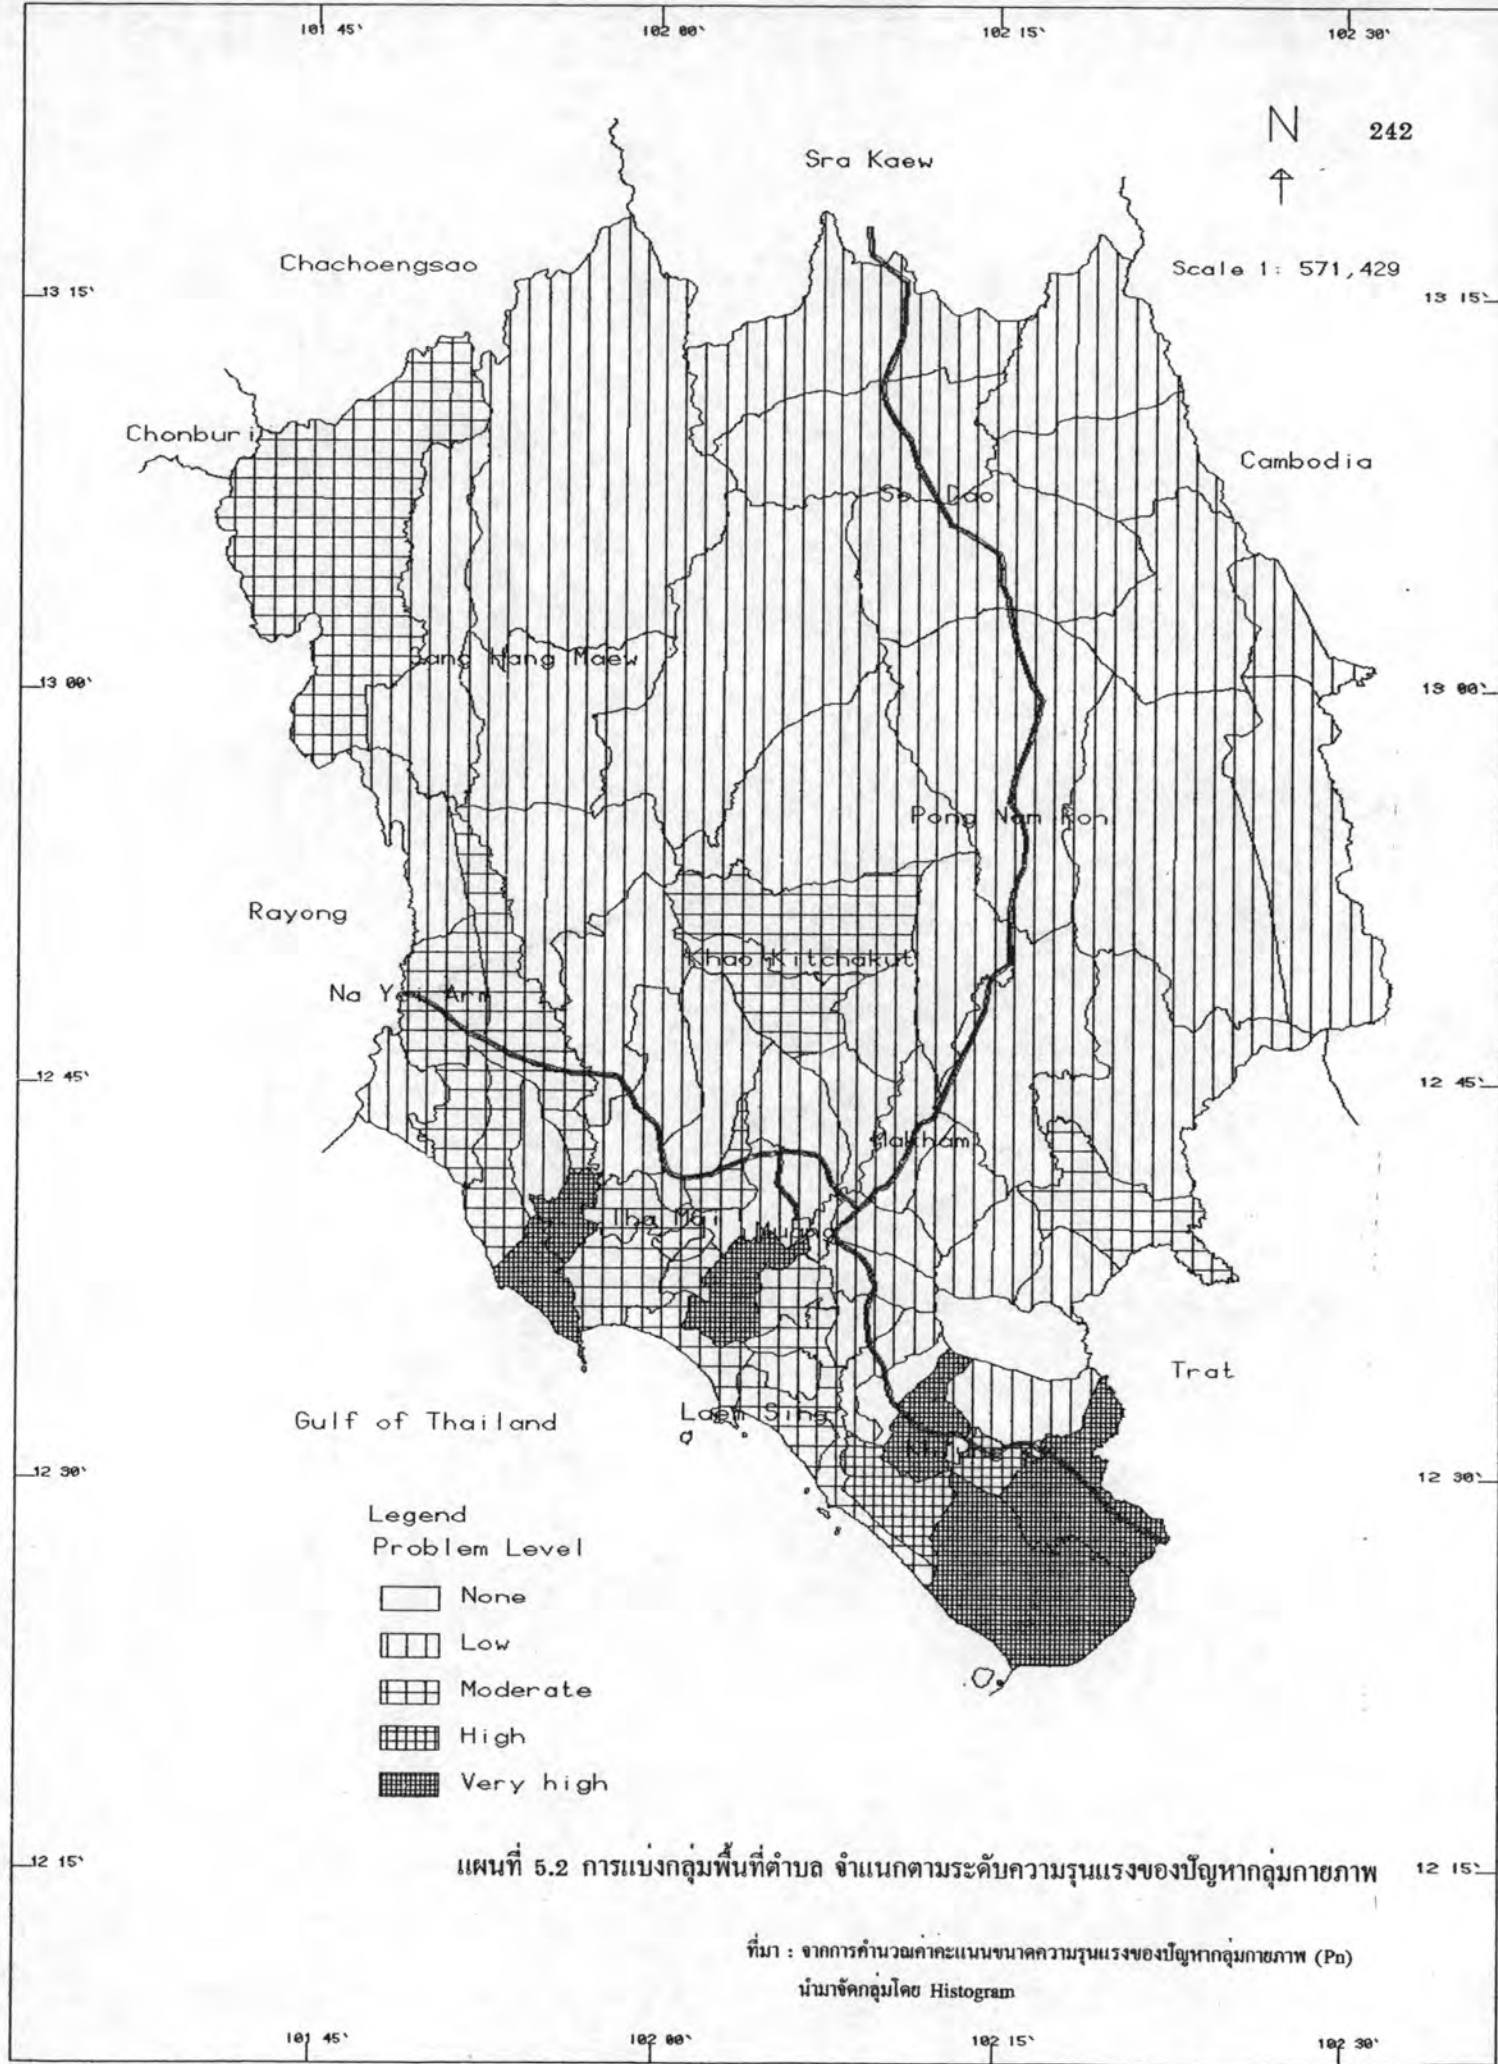 101 45' 102 00' 102 15' 102 30'
N 242
Sra Kaew
Chachoengsao
Scale 1: 571,429
13 15' 13 15'
Chonburi
Cambodia
Soi Dao
Gang Hang Maew
13 00' 13 00'
Pong Nam Ron
Rayong
Khao Kitchakut
Na Yai Arm
12 45' 12 45'
Makham
Tha Mai Muang
Trat
Laem Sing
Gulf of Thailand
Khlung
12 30' 12 30'
Legend
Problem Level
None
Low
Moderate
High
Very high
12 15' 12 15'
แผนที่ 5.2 การแบ่งกลุ่มพื้นที่ตำบล จำแนกตามระดับความรุนแรงของปัญหากลุ่มกายภาพ
ที่มา : จากการคำนวณค่าคะแนนขนาดความรุนแรงของปัญหากลุ่มกายภาพ (Pn)
นำมาจัดกลุ่มโดย Histogram
101 45' 102 00' 102 15' 102 30'